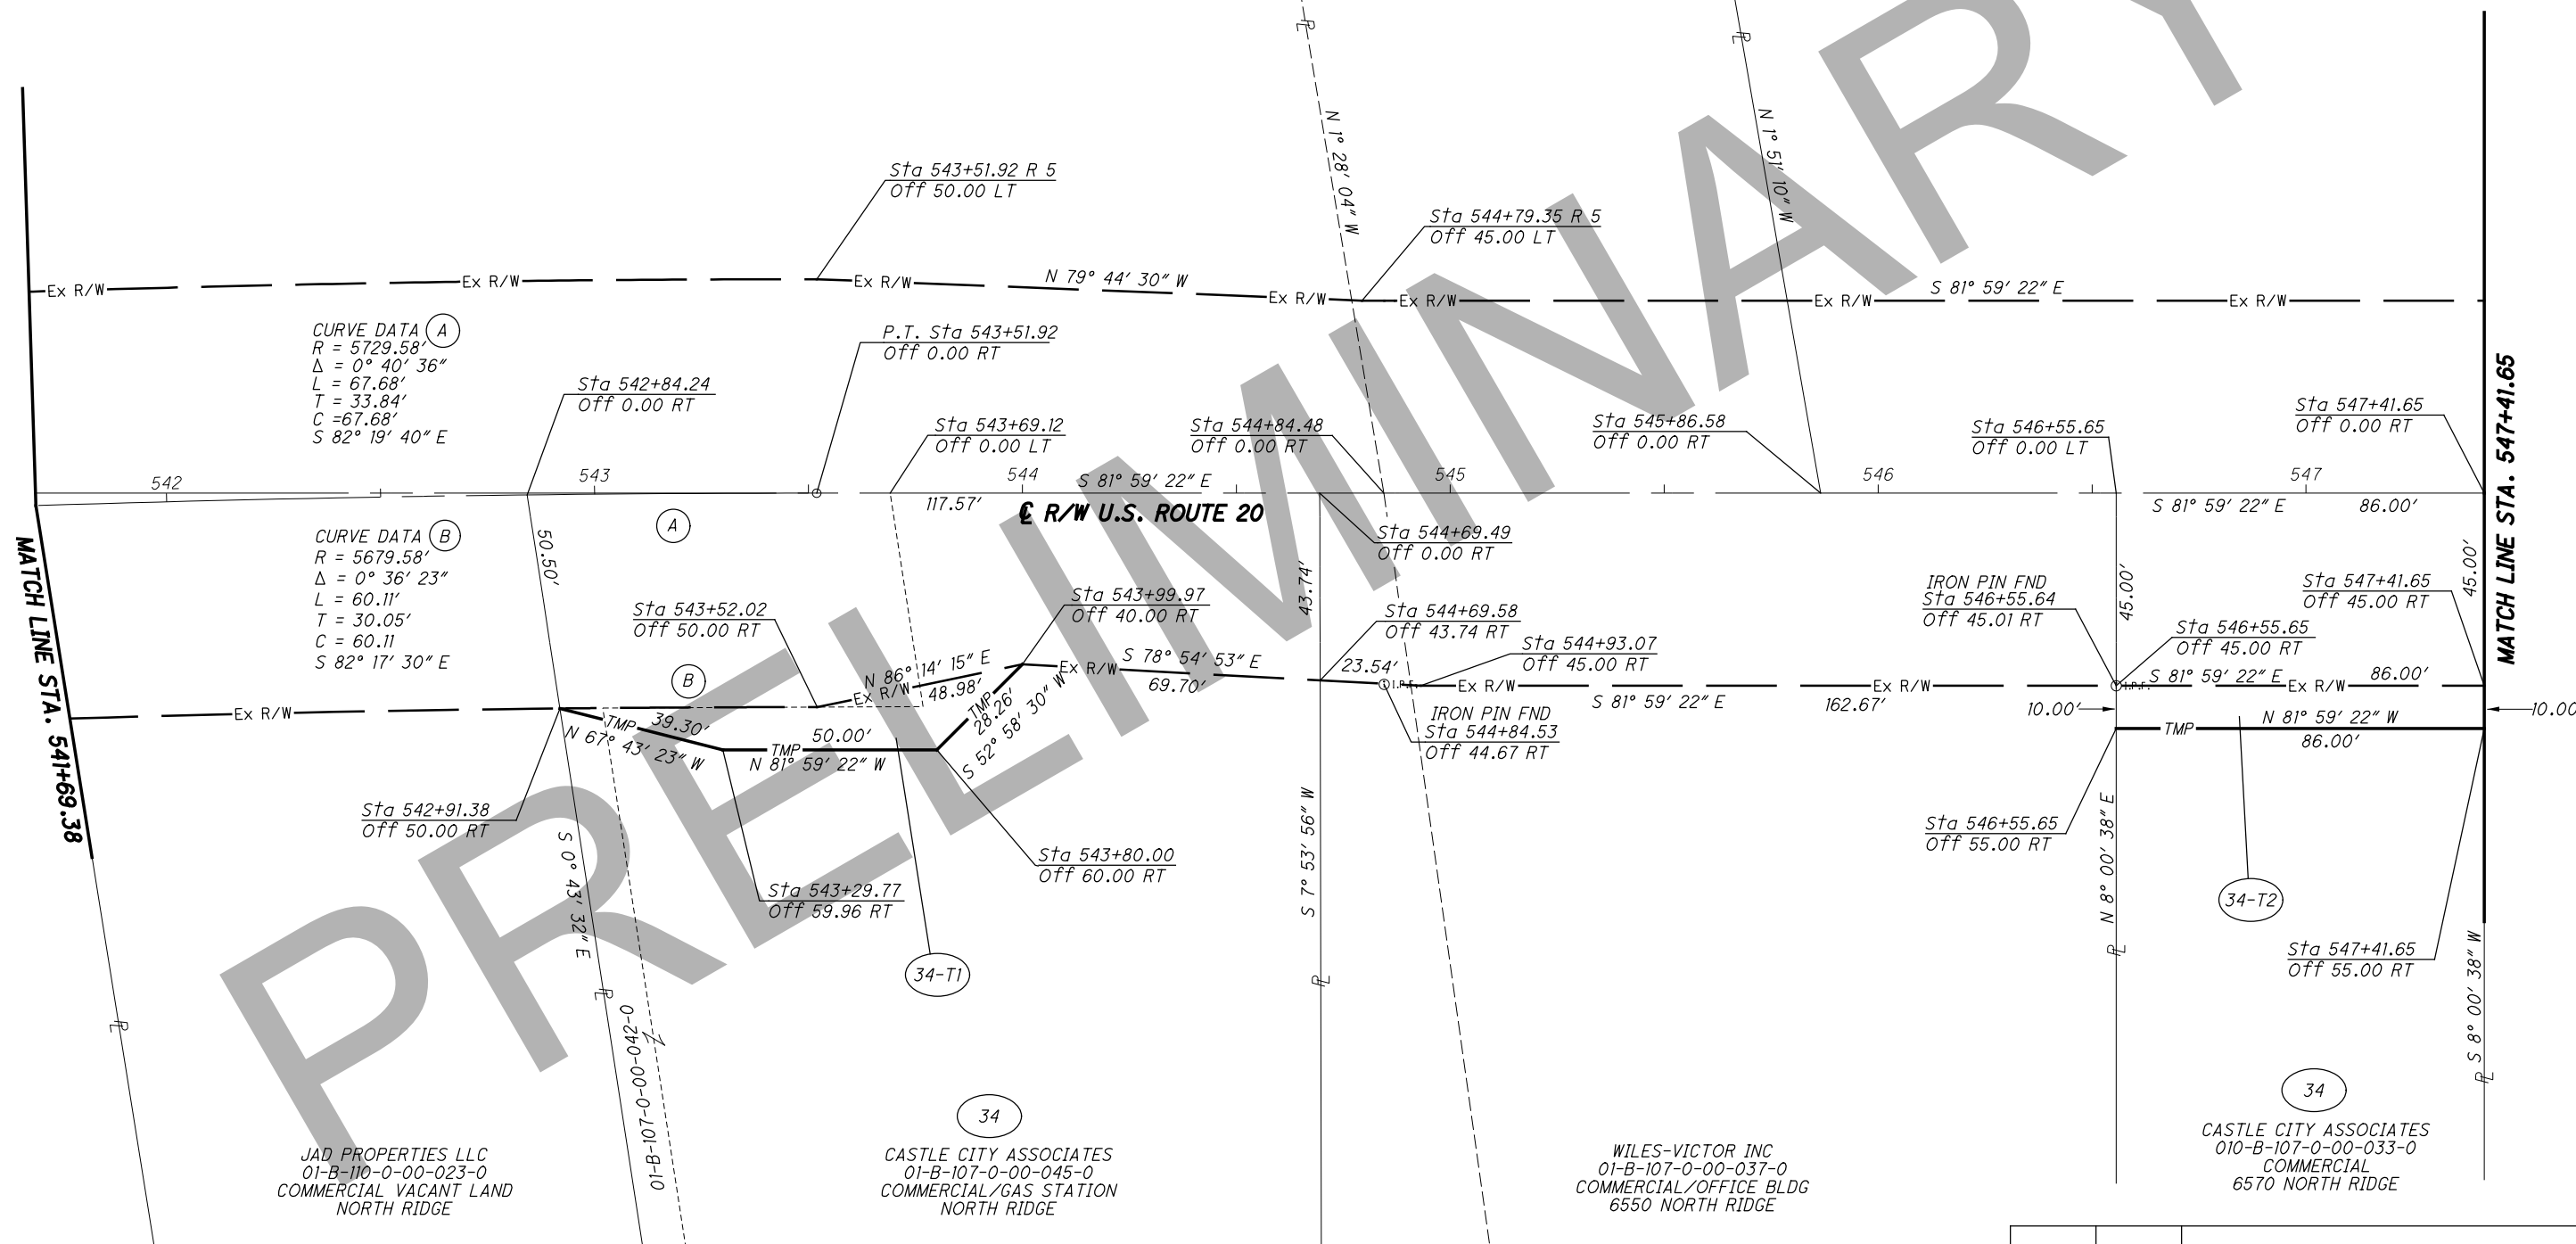 PRELIMINARY
N 1° 28' 04" W
N 1° 51' 10" W
Sta 543+51.92 R 5
Off 50.00 LT
Sta 544+79.35 R 5
Off 45.00 LT
Ex R/W
Ex R/W
Ex R/W
N 79° 44' 30" W
Ex R/W
Ex R/W
Ex R/W
S 81° 59' 22" E
Ex R/W
CURVE DATA A
R = 5729.58'
Δ = 0° 40' 36"
L = 67.68'
T = 33.84'
C =67.68'
S 82° 19' 40" E
P.T. Sta 543+51.92
Off 0.00 RT
Sta 542+84.24
Off 0.00 RT
Sta 543+69.12
Off 0.00 LT
Sta 544+84.48
Off 0.00 RT
Sta 545+86.58
Off 0.00 RT
Sta 546+55.65
Off 0.00 LT
Sta 547+41.65
Off 0.00 RT
MATCH LINE STA. 547+41.65
542
543
544
545
546
547
S 81° 59' 22" E
117.57'
℄ R/W U.S. ROUTE 20
S 81° 59' 22" E
86.00'
A
MATCH LINE STA. 541+69.38
CURVE DATA B
R = 5679.58'
Δ = 0° 36' 23"
L = 60.11'
T = 30.05'
C = 60.11
S 82° 17' 30" E
50.50'
43.74'
45.00'
45.00'
Sta 544+69.49
Off 0.00 RT
Sta 543+52.02
Off 50.00 RT
Sta 543+99.97
Off 40.00 RT
Sta 544+69.58
Off 43.74 RT
Sta 544+93.07
Off 45.00 RT
IRON PIN FND
Sta 546+55.64
Off 45.01 RT
Sta 546+55.65
Off 45.00 RT
Sta 547+41.65
Off 45.00 RT
B
Ex R/W
N 86° 14' 15" E
Ex R/W
48.98'
Ex R/W
S 78° 54' 53" E
69.70'
23.54'
I.P.F.
Ex R/W
S 81° 59' 22" E
162.67'
Ex R/W
I.P.F.
S 81° 59' 22" E
86.00'
Ex R/W
10.00'
10.00'
TMP
39.30'
N 67° 43' 23" W
50.00'
TMP
N 81° 59' 22" W
TMP
28.26'
S 52° 58' 30" W
IRON PIN FND
Sta 544+84.53
Off 44.67 RT
TMP
N 81° 59' 22" W
86.00'
Sta 542+91.38
Off 50.00 RT
Sta 543+29.77
Off 59.96 RT
Sta 543+80.00
Off 60.00 RT
Sta 546+55.65
Off 55.00 RT
Sta 547+41.65
Off 55.00 RT
S 0° 43' 32" E
S 7° 53' 56" W
N 8° 00' 38" E
S 8° 00' 38" W
34-T1
34-T2
01-B-107-0-00-042-0
JAD PROPERTIES LLC
01-B-110-0-00-023-0
COMMERCIAL VACANT LAND
NORTH RIDGE
34
CASTLE CITY ASSOCIATES
01-B-107-0-00-045-0
COMMERCIAL/GAS STATION
NORTH RIDGE
WILES-VICTOR INC
01-B-107-0-00-037-0
COMMERCIAL/OFFICE BLDG
6550 NORTH RIDGE
34
CASTLE CITY ASSOCIATES
010-B-107-0-00-033-0
COMMERCIAL
6570 NORTH RIDGE